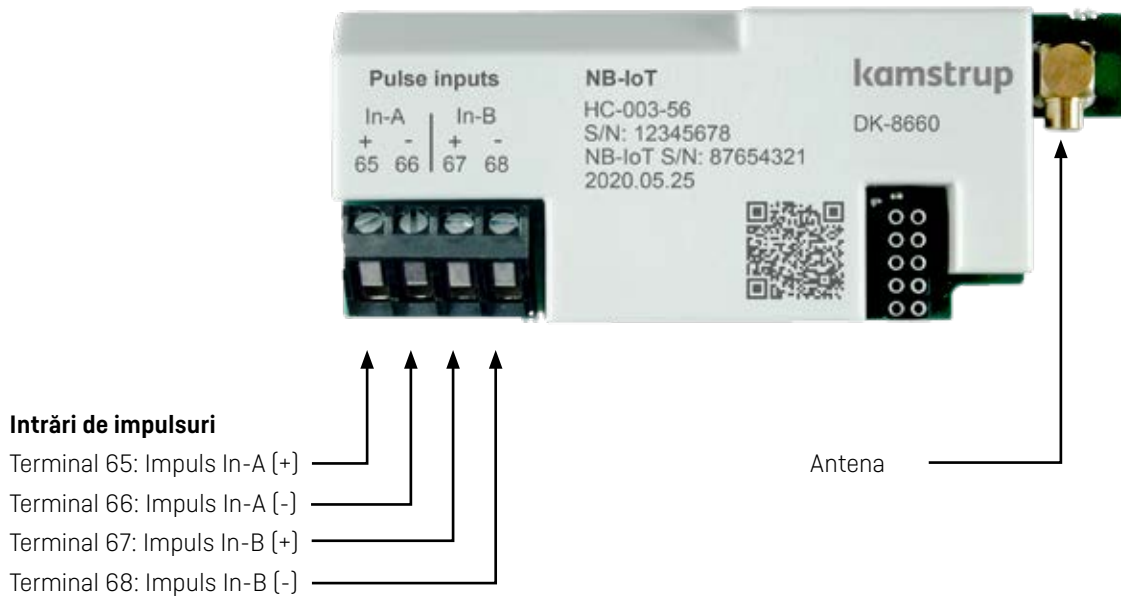 Pulse inputs
In-A | In-B
+ - + -
65 66 67 68
NB-IoT
HC-003-56
S/N: 12345678
NB-IoT S/N: 87654321
2020.05.25
kamstrup
DK-8660
Intrări de impulsuri
Terminal 65: Impuls In-A (+)
Terminal 66: Impuls In-A (-)
Terminal 67: Impuls In-B (+)
Terminal 68: Impuls In-B (-)
Antena